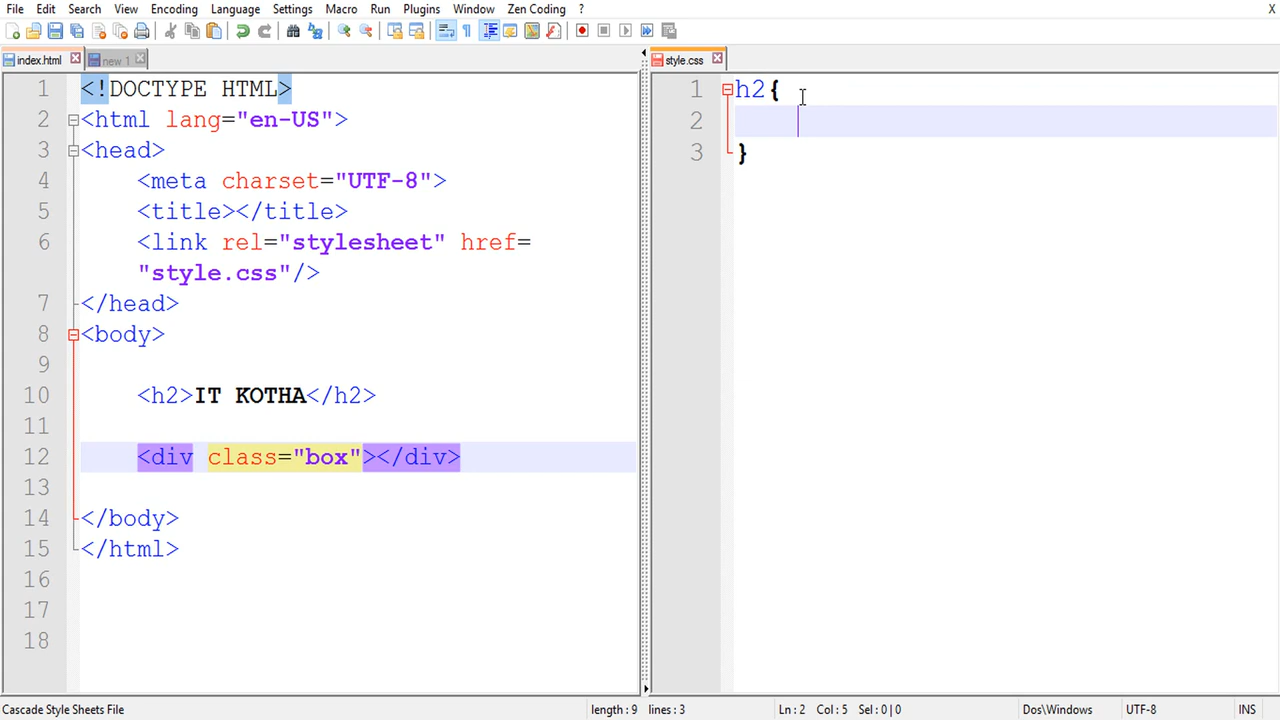 File Edit Search View Encoding Language Settings Macro Run Plugins Window Zen Coding ? X
index.html new 1 style.css
1 <!DOCTYPE HTML>
2 <html lang="en-US">
3 <head>
4 <meta charset="UTF-8">
5 <title></title>
6 <link rel="stylesheet" href=
"style.css"/>
7 </head>
8 <body>
9
10 <h2>IT KOTHA</h2>
11
12 <div class="box"></div>
13
14 </body>
15 </html>
16
17
18
1 h2{
2
3 }
Cascade Style Sheets File length : 9 lines : 3 Ln : 2 Col : 5 Sel : 0 | 0 Dos\Windows UTF-8 INS